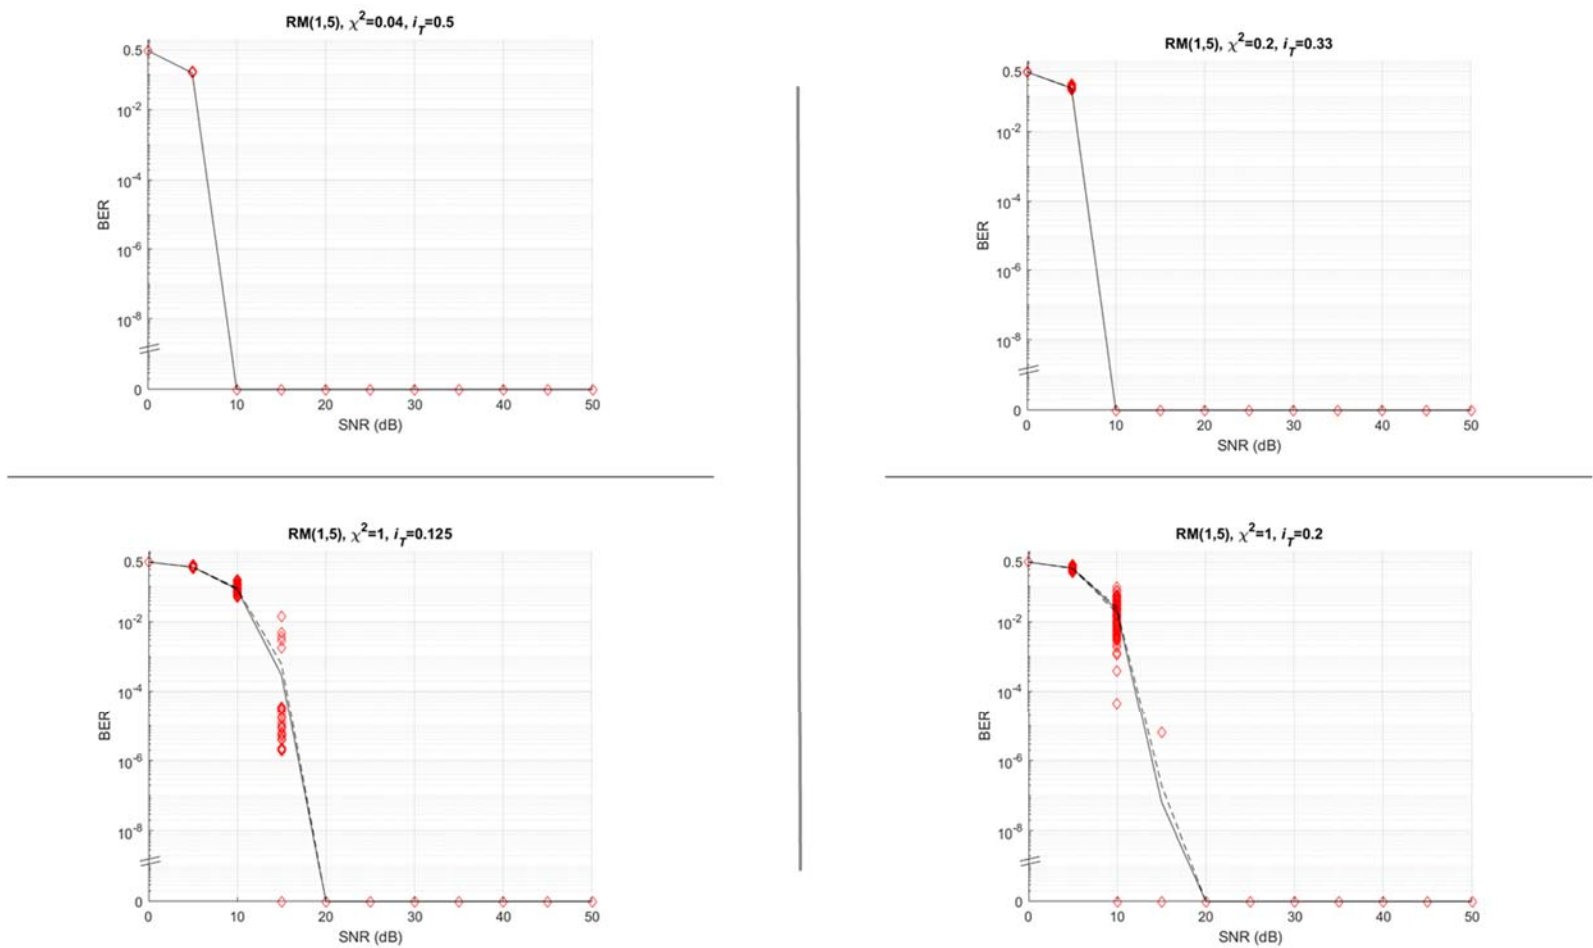 RM(1,5), χ²=0.04, i_T=0.5
0.5
10⁻²
10⁻⁴
10⁻⁶
10⁻⁸
0
BER
0 10 20 30 40 50
SNR (dB)
RM(1,5), χ²=0.2, i_T=0.33
0.5
10⁻²
10⁻⁴
10⁻⁶
10⁻⁸
0
BER
0 10 20 30 40 50
SNR (dB)
RM(1,5), χ²=1, i_T=0.125
0.5
10⁻²
10⁻⁴
10⁻⁶
10⁻⁸
0
BER
0 10 20 30 40 50
SNR (dB)
RM(1,5), χ²=1, i_T=0.2
0.5
10⁻²
10⁻⁴
10⁻⁶
10⁻⁸
0
BER
0 10 20 30 40 50
SNR (dB)